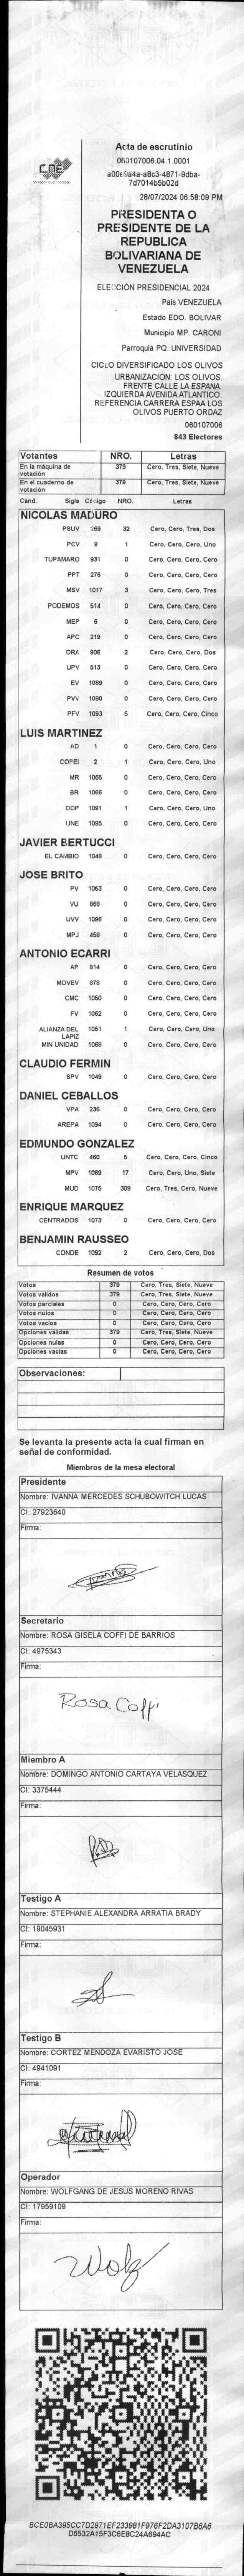 CNE
Acta de escrutinio
060107006.04.1.0001
7d7014b5b02d
28/07/2024 06:58:09 PM
PRESIDENTA O
PRESIDENTE DE LA
REPUBLICA
BOLIVARIANA DE
VENEZUELA
ELECCIÓN PRESIDENCIAL 2024
Pais VENEZUELA
Estado EDO. BOLIVAR
Municipio MP. CARONI
Parroquia PQ. UNIVERSIDAD
CICLO DIVERSIFICADO LOS OLIVOS
URBANIZACION: LOS OLIVOS.
FRENTE CALLE LA ESPANA.
IZQUIERDA AVENIDA ATLANTICO.
REFERENCIA CARRERA ESPAA LOS
OLIVOS PUERTO ORDAZ
060107006
843 Electores
Votantes NRO. Letras
En la máquina de votación 379 Cero, Tres, Siete, Nueve
En el cuaderno de votación 379 Cero, Tres, Siete, Nueve
Cand. Sigla Código NRO. Letras
NICOLAS MADURO
PSUV 169 32 Cero, Cero, Tres, Dos
PCV 9 1 Cero, Cero, Cero, Uno
TUPAMARO 931 0 Cero, Cero, Cero, Cero
PPT 275 0 Cero, Cero, Cero, Cero
MSV 1017 3 Cero, Cero, Cero, Tres
PODEMOS 514 0 Cero, Cero, Cero, Cero
MEP 6 0 Cero, Cero, Cero, Cero
APC 219 0 Cero, Cero, Cero, Cero
ORA 906 2 Cero, Cero, Cero, Dos
UPV 513 0 Cero, Cero, Cero, Cero
EV 1089 0 Cero, Cero, Cero, Cero
PVV 1090 0 Cero, Cero, Cero, Cero
PFV 1093 5 Cero, Cero, Cero, Cinco
LUIS MARTINEZ
AD 1 0 Cero, Cero, Cero, Cero
COPEI 2 1 Cero, Cero, Cero, Uno
MR 1065 0 Cero, Cero, Cero, Cero
BR 1066 0 Cero, Cero, Cero, Cero
DDP 1091 1 Cero, Cero, Cero, Uno
UNE 1095 0 Cero, Cero, Cero, Cero
JAVIER BERTUCCI
EL CAMBIO 1048 0 Cero, Cero, Cero, Cero
JOSE BRITO
PV 1053 0 Cero, Cero, Cero, Cero
VU 868 0 Cero, Cero, Cero, Cero
UVV 1096 0 Cero, Cero, Cero, Cero
MPJ 458 0 Cero, Cero, Cero, Cero
ANTONIO ECARRI
AP 814 0 Cero, Cero, Cero, Cero
MOVEV 878 0 Cero, Cero, Cero, Cero
CMC 1050 0 Cero, Cero, Cero, Cero
FV 1062 0 Cero, Cero, Cero, Cero
ALIANZA DEL LAPIZ 1051 1 Cero, Cero, Cero, Uno
MIN UNIDAD 1068 0 Cero, Cero, Cero, Cero
CLAUDIO FERMIN
SPV 1049 0 Cero, Cero, Cero, Cero
DANIEL CEBALLOS
VPA 236 0 Cero, Cero, Cero, Cero
AREPA 1094 0 Cero, Cero, Cero, Cero
EDMUNDO GONZALEZ
UNTC 460 5 Cero, Cero, Cero, Cinco
MPV 1069 17 Cero, Cero, Uno, Siete
MUD 1075 309 Cero, Tres, Cero, Nueve
ENRIQUE MARQUEZ
CENTRADOS 1073 0 Cero, Cero, Cero, Cero
BENJAMIN RAUSSEO
CONDE 1092 2 Cero, Cero, Cero, Dos
Resumen de votos
Votos 379 Cero, Tres, Siete, Nueve
Votos validos 379 Cero, Tres, Siete, Nueve
Votos parciales 0 Cero, Cero, Cero, Cero
Votos nulos 0 Cero, Cero, Cero, Cero
Votos vacios 0 Cero, Cero, Cero, Cero
Opciones validas 379 Cero, Tres, Siete, Nueve
Opciones nulas 0 Cero, Cero, Cero, Cero
Opciones vacias 0 Cero, Cero, Cero, Cero
Observaciones:
Se levanta la presente acta la cual firman en
señal de conformidad.
Miembros de la mesa electoral
Presidente
Nombre: IVANNA MERCEDES SCHUBOWITCH LUCAS
CI: 27923640
Firma:
Ivanna
Secretario
Nombre: ROSA GISELA COFFI DE BARRIOS
CI: 4975343
Firma:
Rosa Coffi
Miembro A
Nombre: DOMINGO ANTONIO CARTAYA VELASQUEZ
CI: 3375444
Firma:
Testigo A
Nombre: STEPHANIE ALEXANDRA ARRATIA BRADY
CI: 19045931
Firma:
Testigo B
Nombre: CORTEZ MENDOZA EVARISTO JOSE
CI: 4941091
Firma:
Operador
Nombre: WOLFGANG DE JESUS MORENO RIVAS
CI: 17959109
Firma:
Wolg
BCE0BA395CC7D2971EF233981F976F2DA3107B6A6
D6532A15F3C6E8C24A694AC